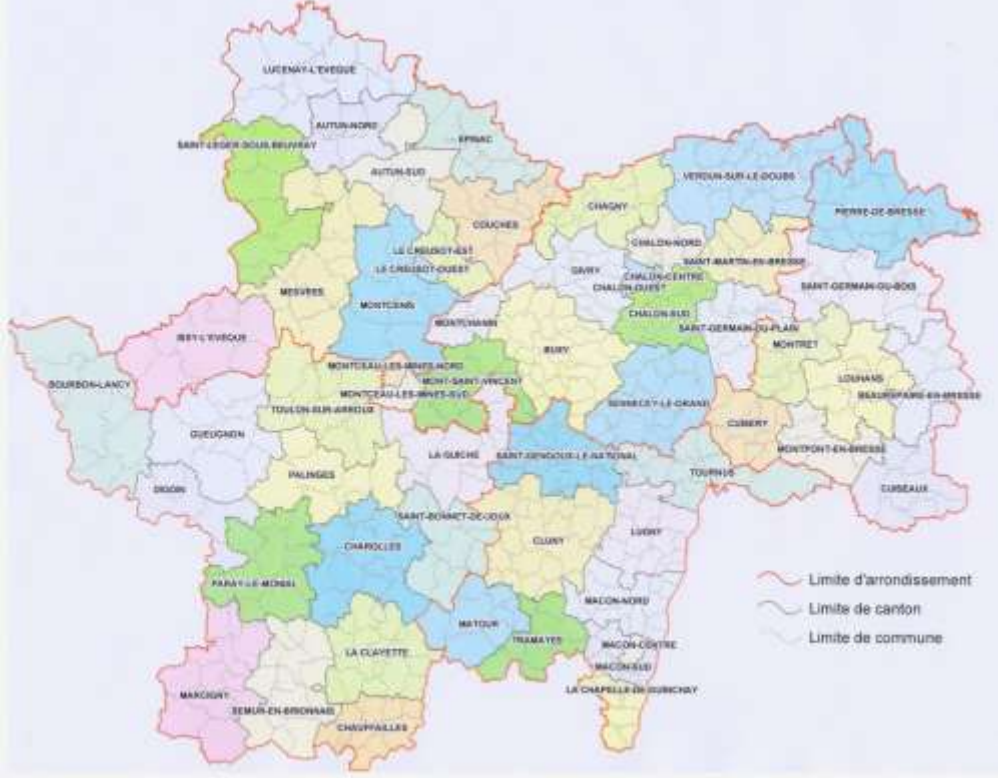 LUCENAY-L'EVEQUE
AUTUN-NORD
SAINT-LEGER-SOUS-BEUVRAY
EPINAC
AUTUN-SUD
VERDUN-SUR-LE-DOUBS
CHAGNY
PIERRE-DE-BRESSE
COUCHES
CHALON-NORD
LE CREUSOT-EST
SAINT-MARTIN-EN-BRESSE
LE CREUSOT-OUEST
GIVRY
CHALON-CENTRE
CHALON-OUEST
SAINT-GERMAIN-DU-BOIS
MESVRES
MONTCENIS
CHALON-SUD
MONTCHANIN
SAINT-GERMAIN-DU-PLAIN
ISSY-L'EVEQUE
MONTRET
BUXY
MONTCEAU-LES-MINES-NORD
MONT-SAINT-VINCENT
LOUHANS
BOURBON-LANCY
MONTCEAU-LES-MINES-SUD
BEAUREPAIRE-EN-BRESSE
SENNECEY-LE-GRAND
TOULON-SUR-ARROUX
CUISERY
GUEUGNON
MONTPONT-EN-BRESSE
LA GUICHE
SAINT-GENGOUX-LE-NATIONAL
PALINGES
TOURNUS
DIGOIN
CUISEAUX
SAINT-BONNET-DE-JOUX
LUGNY
CLUNY
CHAROLLES
PARAY-LE-MONIAL
Limite d'arrondissement
MACON-NORD
Limite de canton
MATOUR
TRAMAYES
Limite de commune
MACON-CENTRE
LA CLAYETTE
MACON-SUD
LA CHAPELLE-DE-GUINCHAY
MARCIGNY
SEMUR-EN-BRIONNAIS
CHAUFFAILLES